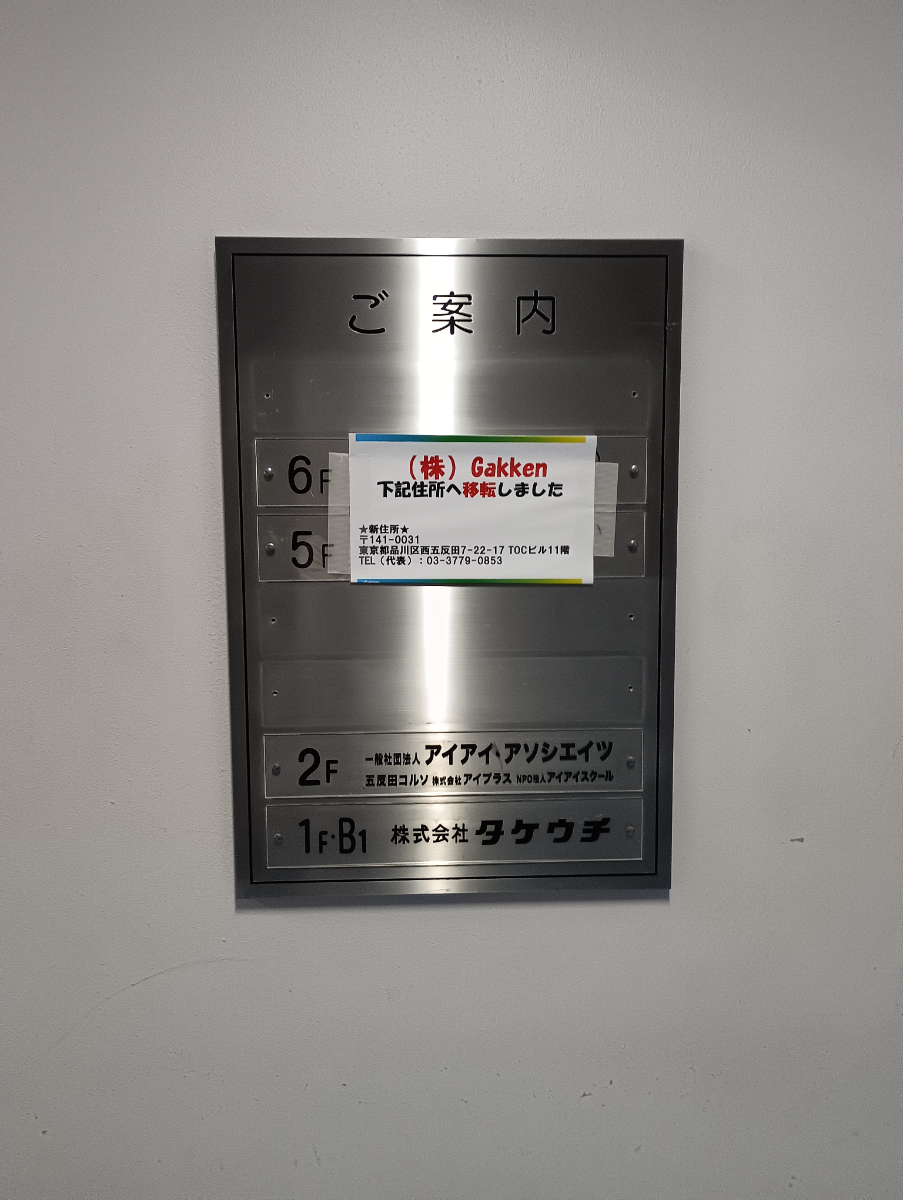 ご案内
6F
（株）Gakken
下記住所へ移転しました
5F
★新住所★
〒141-0031
東京都品川区西五反田7-22-17 TOCビル11階
TEL（代表）：03-3779-0853
2F 一般社団法人 アイアイ・アソシエイツ
五反田コルソ 株式会社 アイプラス NPO法人 アイアイスクール
1F・B1 株式会社 タケウチ